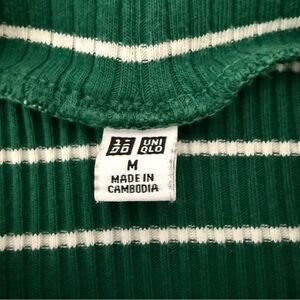 ユニ UNI
クロ QLO
M
MADE IN
CAMBODIA